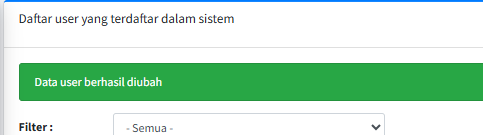 Daftar user yang terdaftar dalam sistem
Data user berhasil diubah
Filter : - Semua -